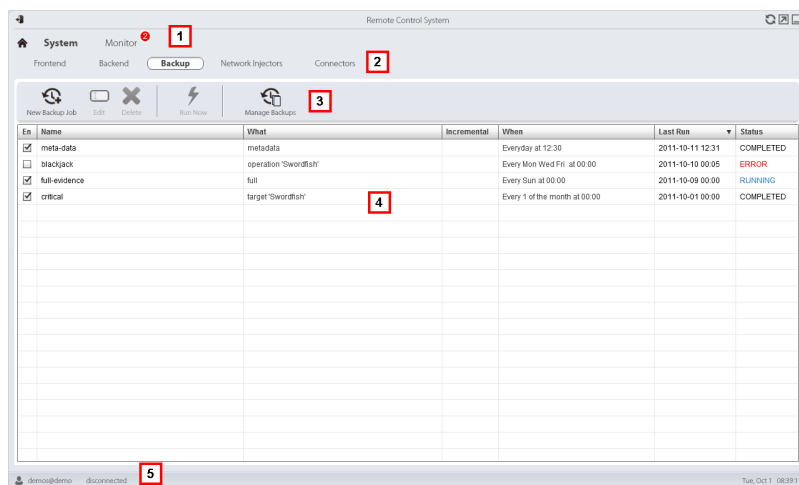 Remote Control System
System Monitor 2 1
Frontend Backend Backup Network Injectors Connectors 2
New Backup Job Edit Delete Run Now Manage Backups 3
En Name What Incremental When Last Run Status
meta-data metadata Everyday at 12:30 2011-10-11 12:31 COMPLETED
blackjack operation 'Swordfish' Every Mon Wed Fri at 00:00 2011-10-10 00:05 ERROR
full-evidence full Every Sun at 00:00 2011-10-09 00:00 RUNNING
critical target 'Swordfish' Every 1 of the month at 00:00 2011-10-01 00:00 COMPLETED
4
demos@demo disconnected 5 Tue, Oct 1 08:39:1